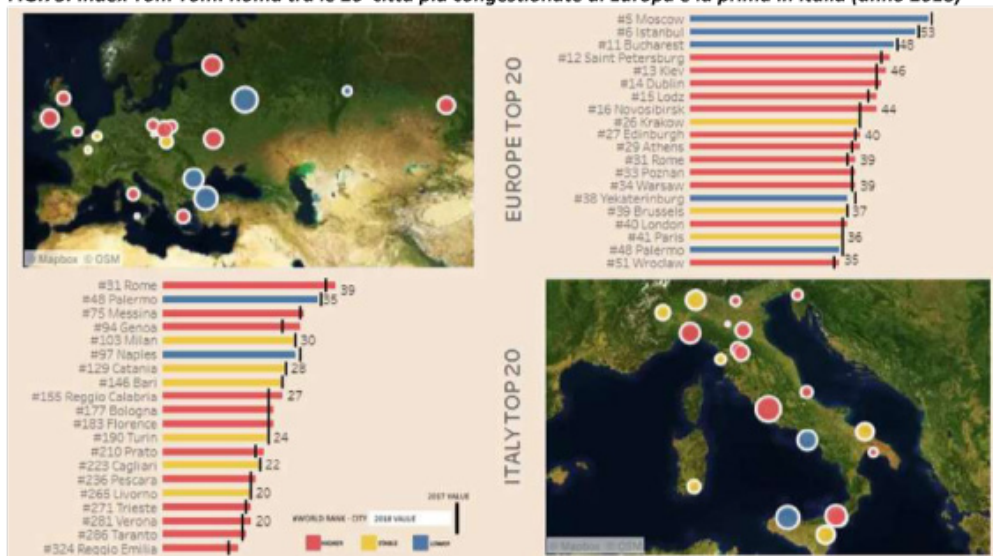 EUROPE TOP 20
#5 Moscow
#6 Istanbul
53
#11 Bucharest
48
#12 Saint Petersburg
#13 Kiev
46
#14 Dublin
#15 Lodz
#16 Novosibirsk
44
#26 Krakow
#27 Edinburgh
40
#29 Athens
#31 Rome
39
#33 Poznan
#34 Warsaw
39
#38 Yekaterinburg
#39 Brussels
37
#40 London
#41 Paris
36
#48 Palermo
#51 Wroclaw
35
© Mapbox © OSM
#31 Rome
39
#48 Palermo
35
#75 Messina
#94 Genoa
#103 Milan
30
#97 Naples
#129 Catania
28
#146 Bari
#155 Reggio Calabria
27
#177 Bologna
#183 Florence
#190 Turin
24
#210 Prato
#223 Cagliari
22
#236 Pescara
#265 Livorno
20
#271 Trieste
#281 Verona
20
#286 Taranto
#324 Reggio Emilia
2017 VALUE
#WORLD RANK - CITY 2018 VALUE
HIGHER STABLE LOWER
ITALY TOP 20
© Mapbox © OSM